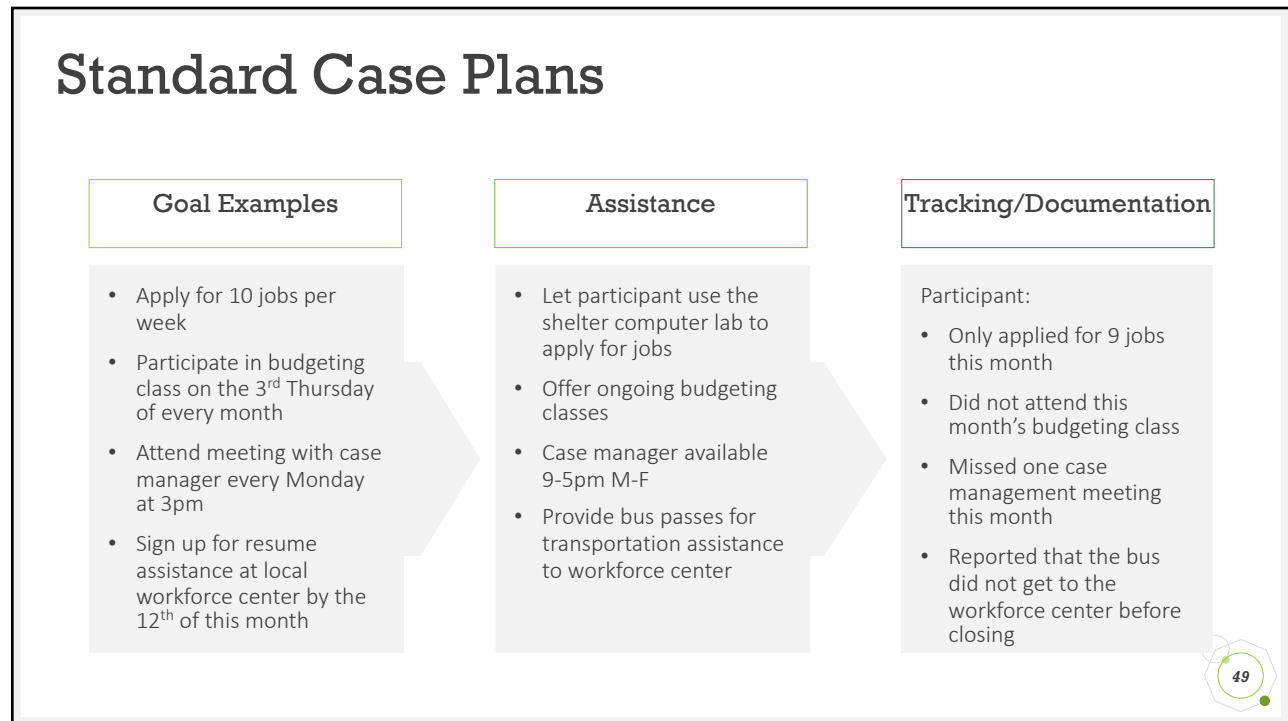 Standard Case Plans
Goal Examples
• Apply for 10 jobs per
week
• Participate in budgeting
class on the 3rd Thursday
of every month
• Attend meeting with case
manager every Monday
at 3pm
• Sign up for resume
assistance at local
workforce center by the
12th of this month
Assistance
• Let participant use the
shelter computer lab to
apply for jobs
• Offer ongoing budgeting
classes
• Case manager available
9-5pm M-F
• Provide bus passes for
transportation assistance
to workforce center
Tracking/Documentation
Participant:
• Only applied for 9 jobs
this month
• Did not attend this
month’s budgeting class
• Missed one case
management meeting
this month
• Reported that the bus
did not get to the
workforce center before
closing
49